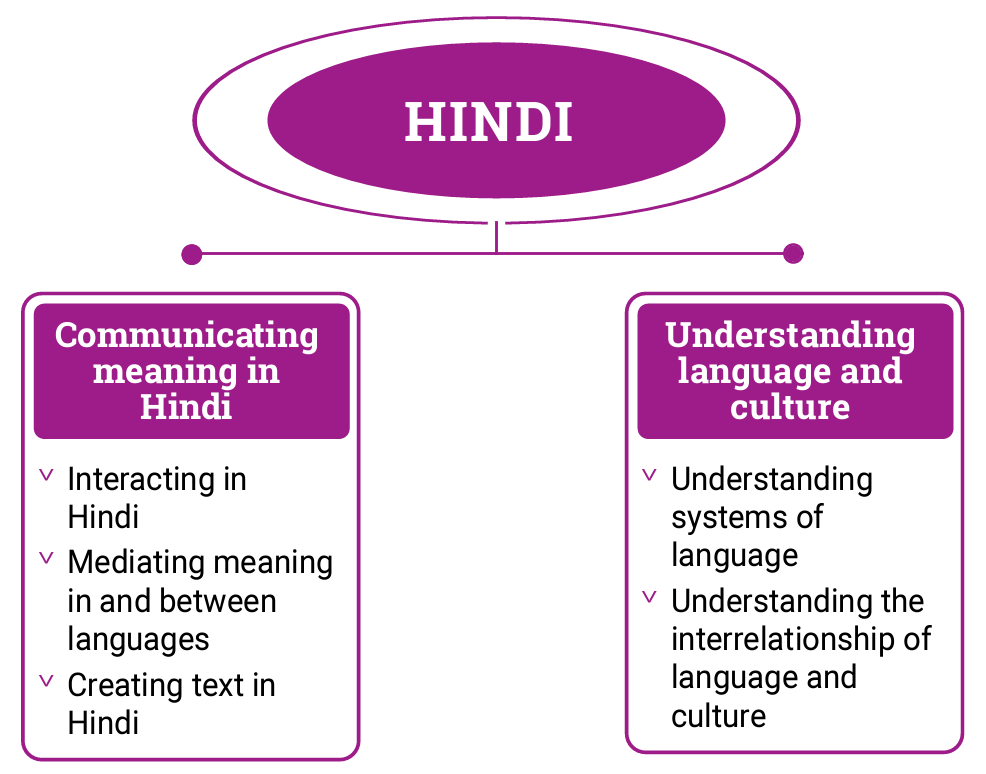 HINDI
Communicating
meaning in
Hindi
Interacting in
Hindi
Mediating meaning
in and between
languages
Creating text in
Hindi
Understanding
language and
culture
Understanding
systems of
language
Understanding the
interrelationship of
language and
culture